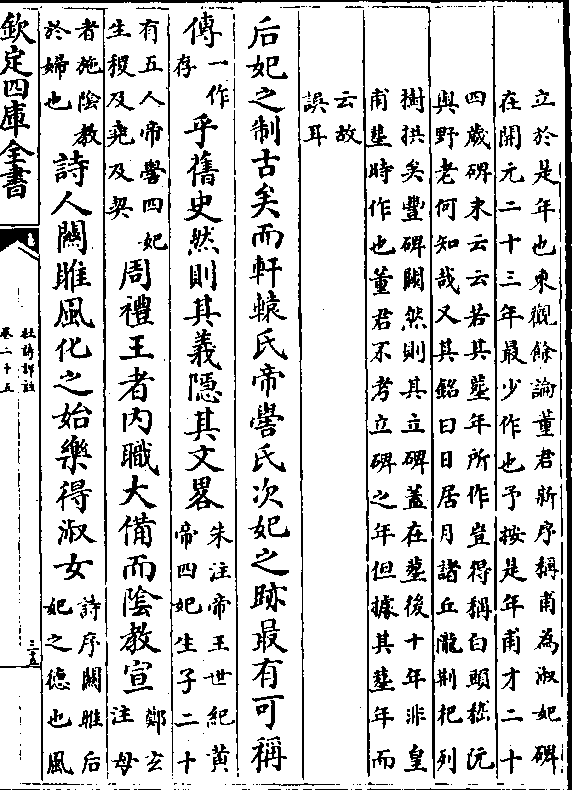 立於是年也東觀餘論董君新序稱甫為淑妃碑
在開元二十三年最少作也予按是年甫才二十
四歲碑末云云若其塟年所作豈得稱白頭嵇阮
與野老何知哉又其銘曰日居月諸丘隴荆杷列
樹拱矣豐碑闕然則其立碑蓋在塟後十年非皇
甫塟時作也董君不考立碑之年但據其塟年而
云故
誤耳
后妃之制古矣而軒轅氏帝嚳氏次妃之跡最有可稱
傳一作存乎舊史然則其義隱其文畧朱注帝王世紀黄帝四妃生子二十
有五人帝嚳四妃生稷及堯及契周禮王者内職大備而陰教宣鄭玄注母
者施陰教於婦也詩人闗雎風化之始樂得淑女詩序闗雎后妃之德也風
欽定四庫全書
杜詩詳註
卷二十五
三五